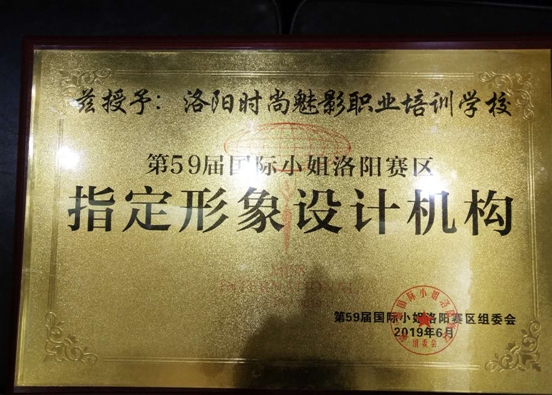 兹授予：洛阳时尚魅影职业培训学校
第59届国际小姐洛阳赛区
指定形象设计机构
第59届国际小姐洛阳赛区组委会
2019年6月
组委会